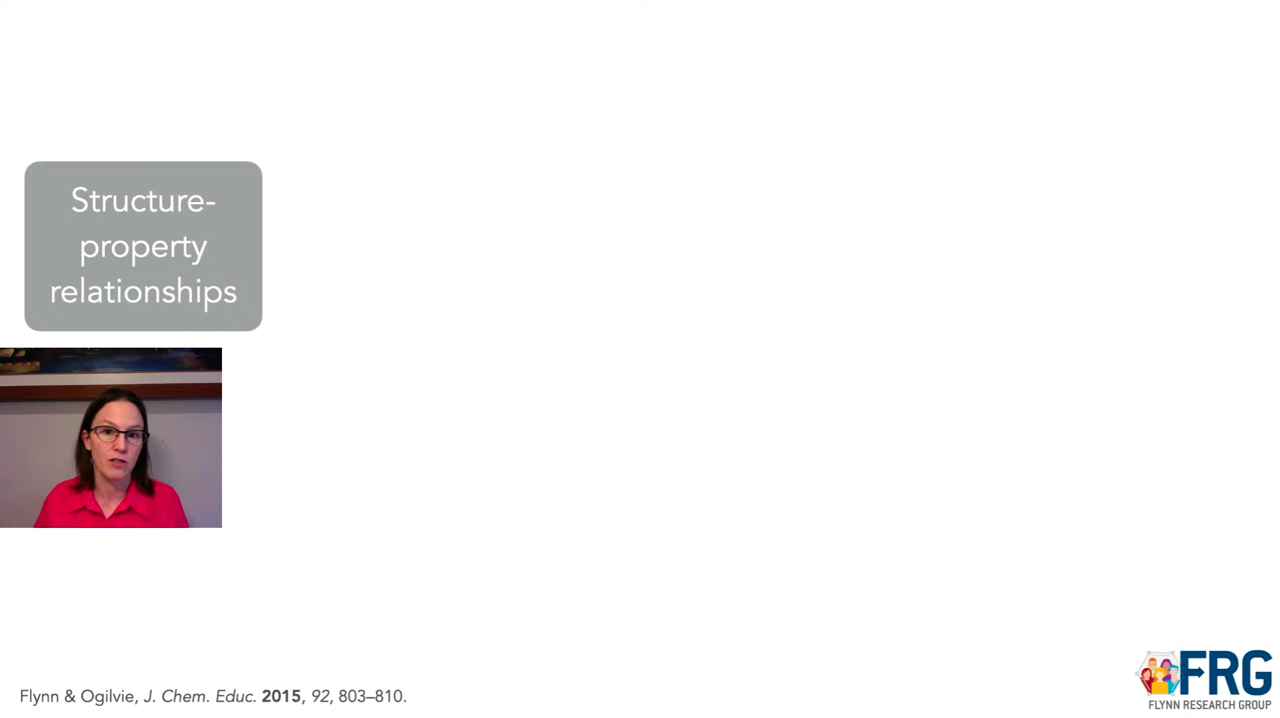 Structure-
property
relationships
Flynn & Ogilvie, J. Chem. Educ. 2015, 92, 803–810.
FRG
FLYNN RESEARCH GROUP